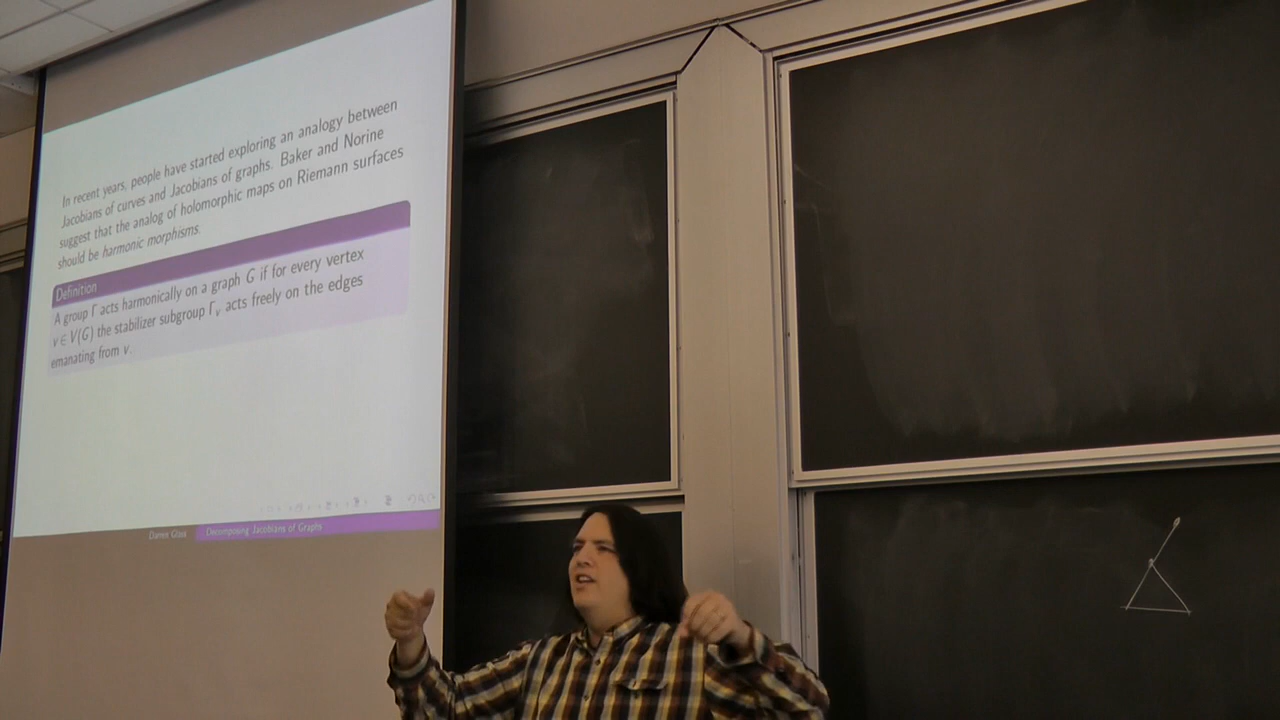 In recent years, people have started exploring an analogy between
Jacobians of curves and Jacobians of graphs. Baker and Norine
suggest that the analog of holomorphic maps on Riemann surfaces
should be harmonic morphisms.
Definition
A group Γ acts harmonically on a graph G if for every vertex
v ∈ V(G) the stabilizer subgroup Γᵥ acts freely on the edges
emanating from v.
Darren Glass
Decomposing Jacobians of Graphs